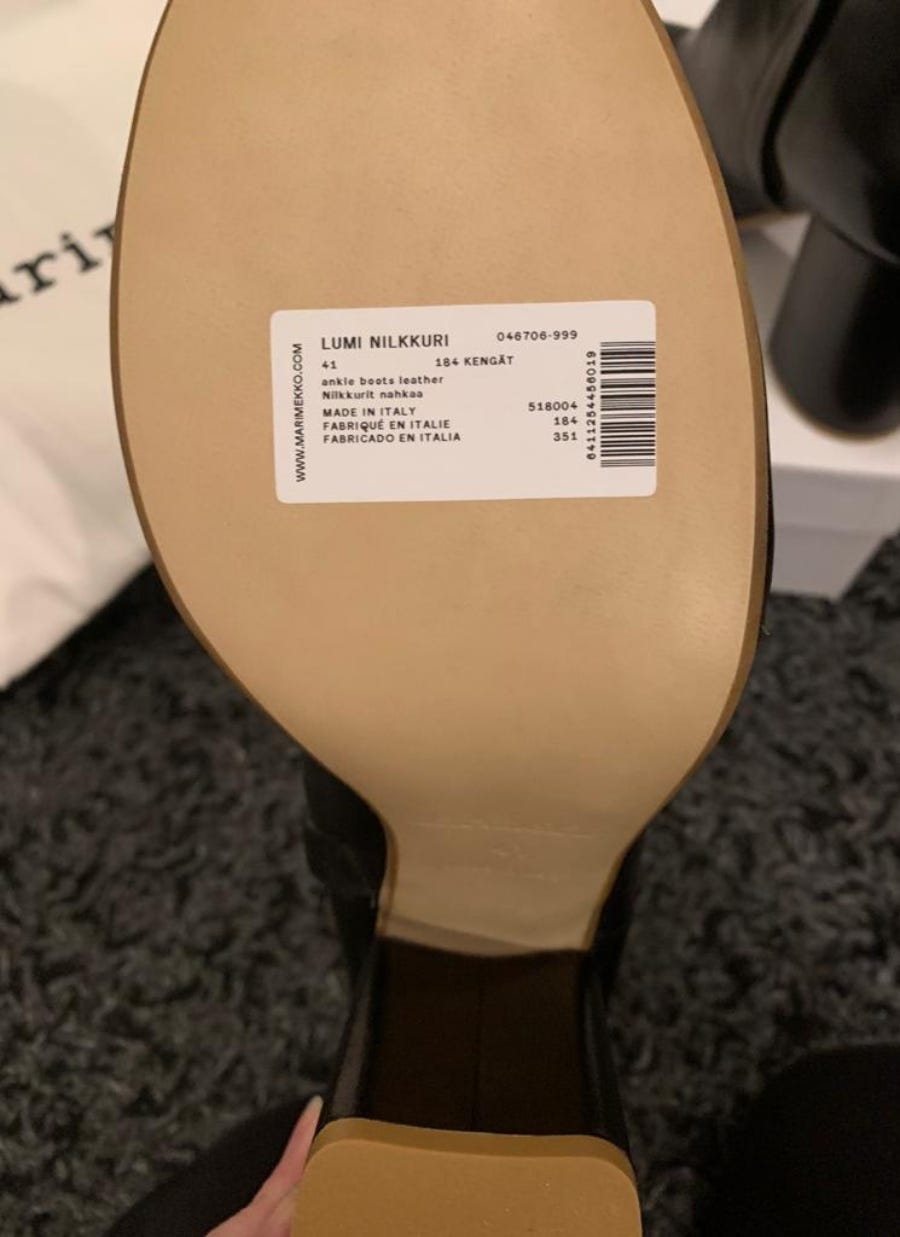 arim
LUMI NILKKURI 046706-999
41 184 KENGÄT
ankle boots leather
Nilkkurit nahkaa
MADE IN ITALY 518004
FABRIQUÉ EN ITALIE 184
FABRICADO EN ITALIA 351
WWW.MARIMEKKO.COM
6411254456019